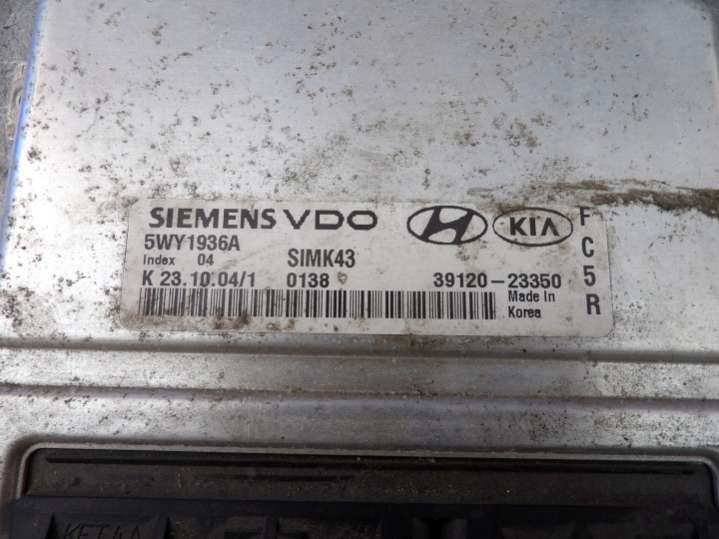 SIEMENS VDO H KIA
5WY1936A
Index 04 SIMK43
K 23.10.04/1 0138 39120-23350
Made In
Korea
F
C
5
R